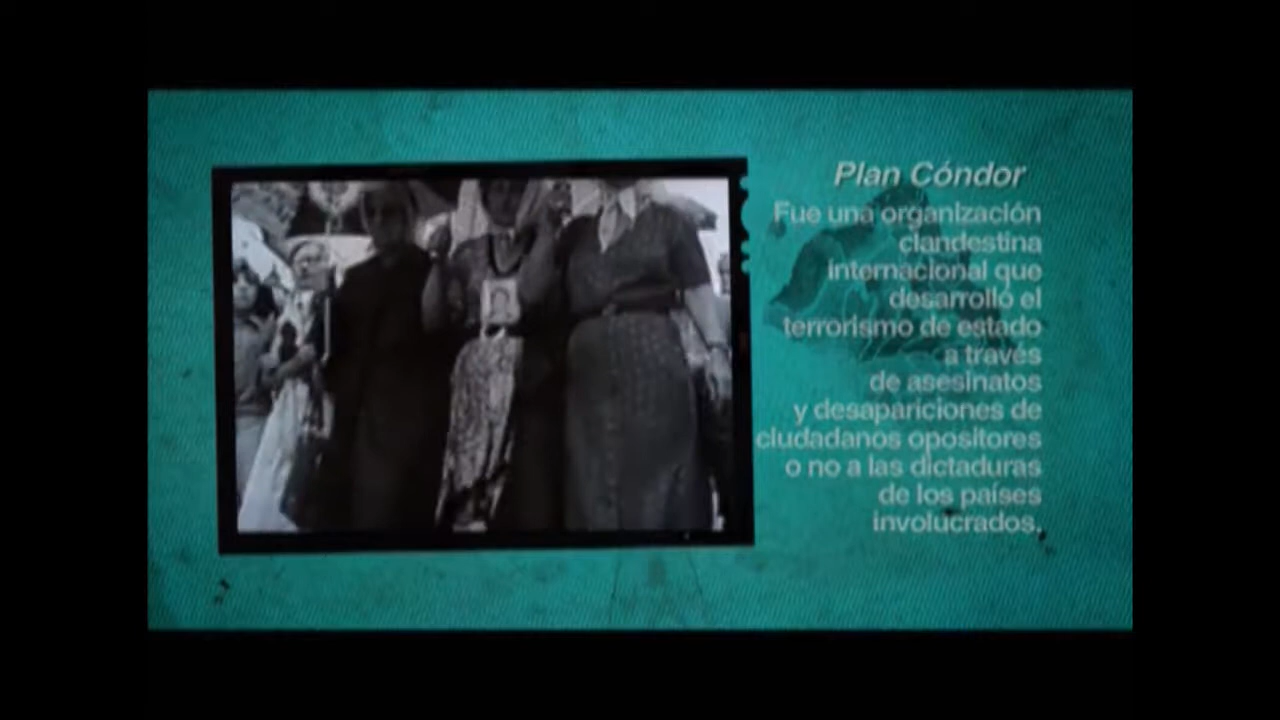 Plan Cóndor
Fue una organización
clandestina
internacional que
desarrolló el
terrorismo de estado
a través
de asesinatos
y desapariciones de
ciudadanos opositores
o no a las dictaduras
de los países
involucrados.